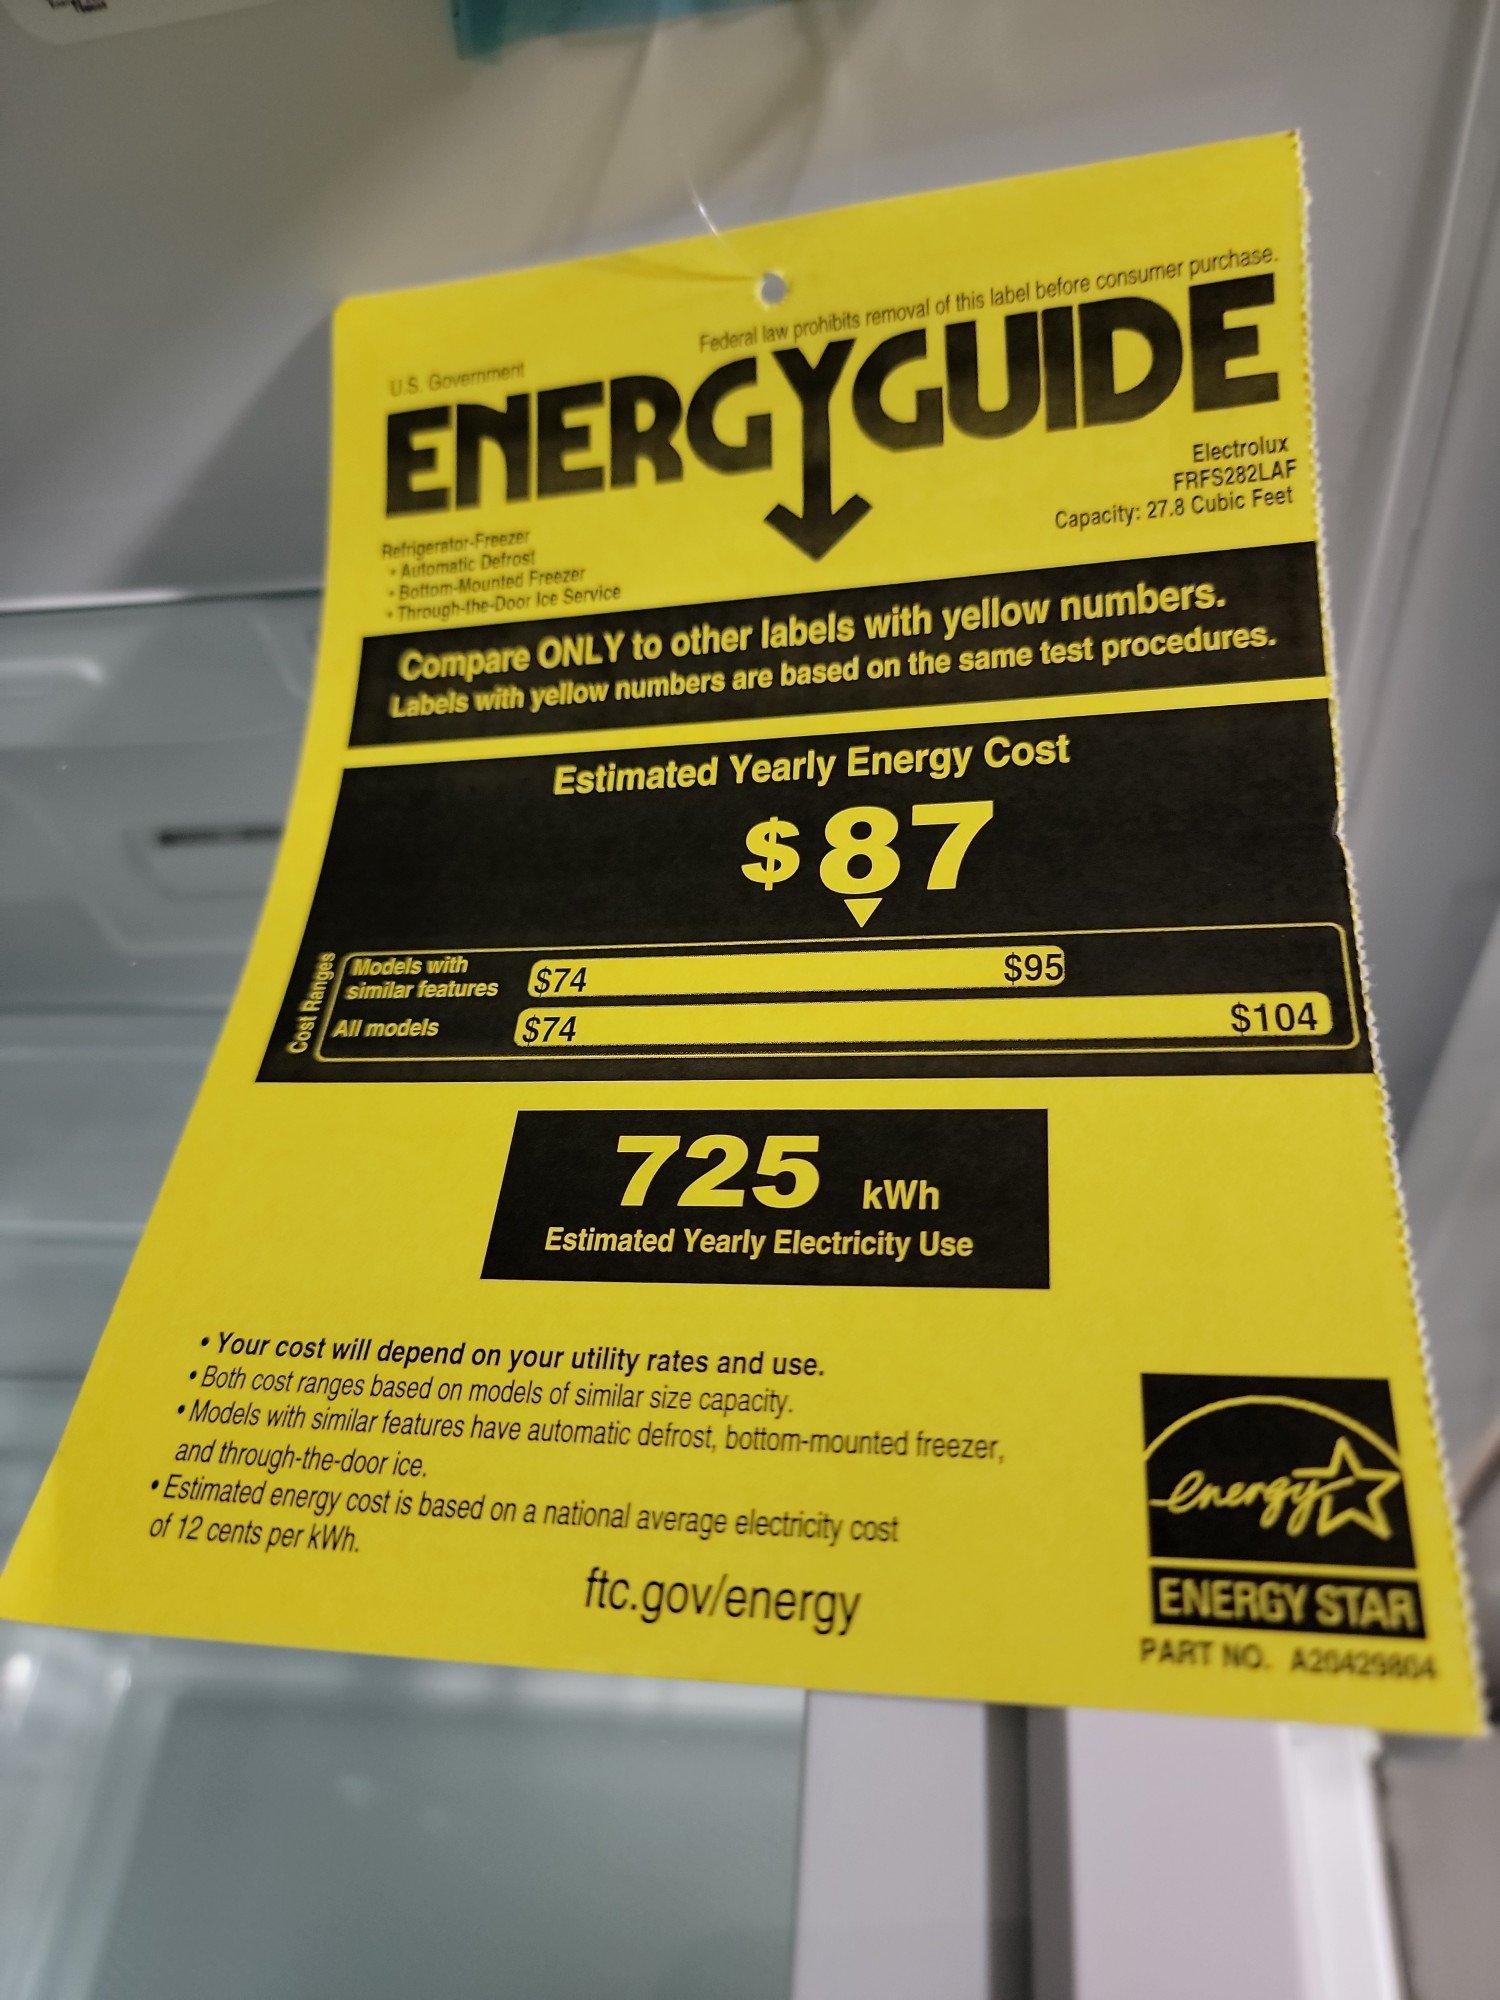 Federal law prohibits removal of this label before consumer purchase.
U.S. Government
ENERGYGUIDE
Refrigerator-Freezer
• Automatic Defrost
• Bottom-Mounted Freezer
• Through-the-Door Ice Service
Electrolux
FRFS282LAF
Capacity: 27.8 Cubic Feet
Compare ONLY to other labels with yellow numbers.
Labels with yellow numbers are based on the same test procedures.
Estimated Yearly Energy Cost
$87
Cost Ranges
Models with
similar features
$74 $95
All models
$74 $104
725 kWh
Estimated Yearly Electricity Use
• Your cost will depend on your utility rates and use.
• Both cost ranges based on models of similar size capacity.
• Models with similar features have automatic defrost, bottom-mounted freezer,
and through-the-door ice.
• Estimated energy cost is based on a national average electricity cost
of 12 cents per kWh.
ftc.gov/energy
energy
ENERGY STAR
PART NO. A20429804